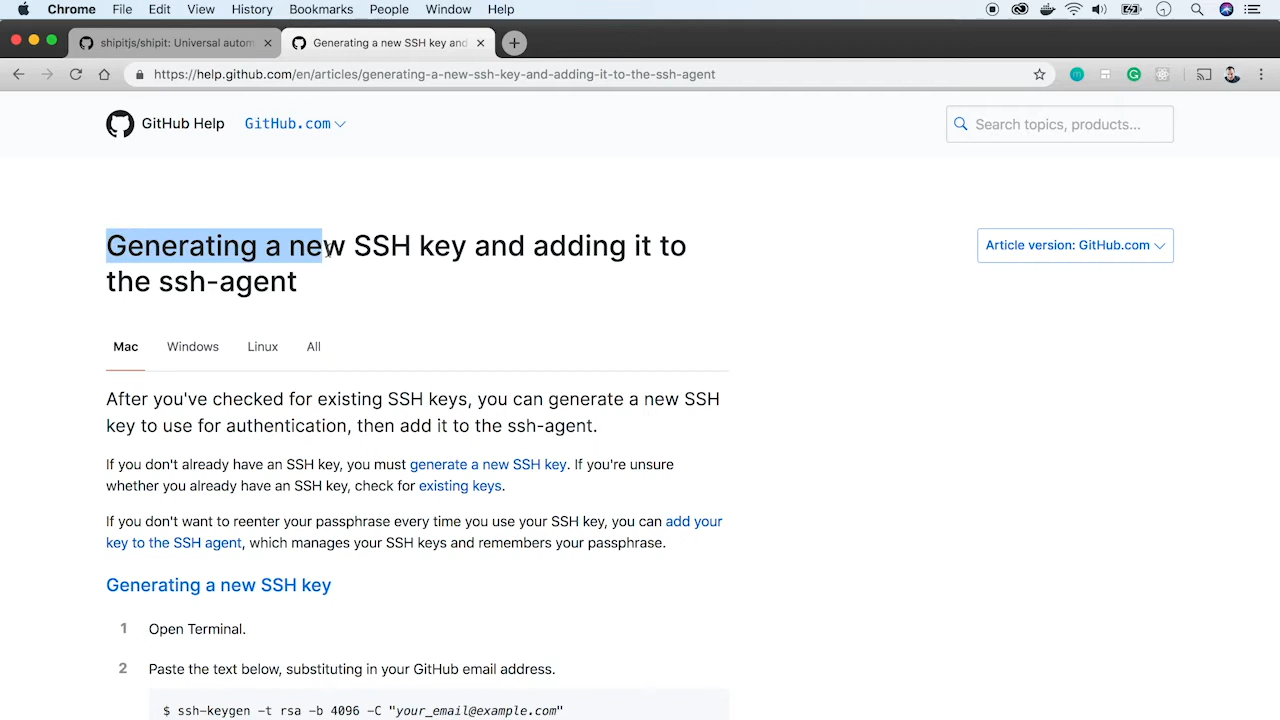 Chrome File Edit View History Bookmarks People Window Help
shipitjs/shipit: Universal autom
Generating a new SSH key and
https://help.github.com/en/articles/generating-a-new-ssh-key-and-adding-it-to-the-ssh-agent
GitHub Help GitHub.com
Search topics, products...
Generating a new SSH key and adding it to
the ssh-agent
Article version: GitHub.com
Mac Windows Linux All
After you've checked for existing SSH keys, you can generate a new SSH
key to use for authentication, then add it to the ssh-agent.
If you don't already have an SSH key, you must generate a new SSH key. If you're unsure
whether you already have an SSH key, check for existing keys.
If you don't want to reenter your passphrase every time you use your SSH key, you can add your
key to the SSH agent, which manages your SSH keys and remembers your passphrase.
Generating a new SSH key
1 Open Terminal.
2 Paste the text below, substituting in your GitHub email address.
$ ssh-keygen -t rsa -b 4096 -C "your_email@example.com"